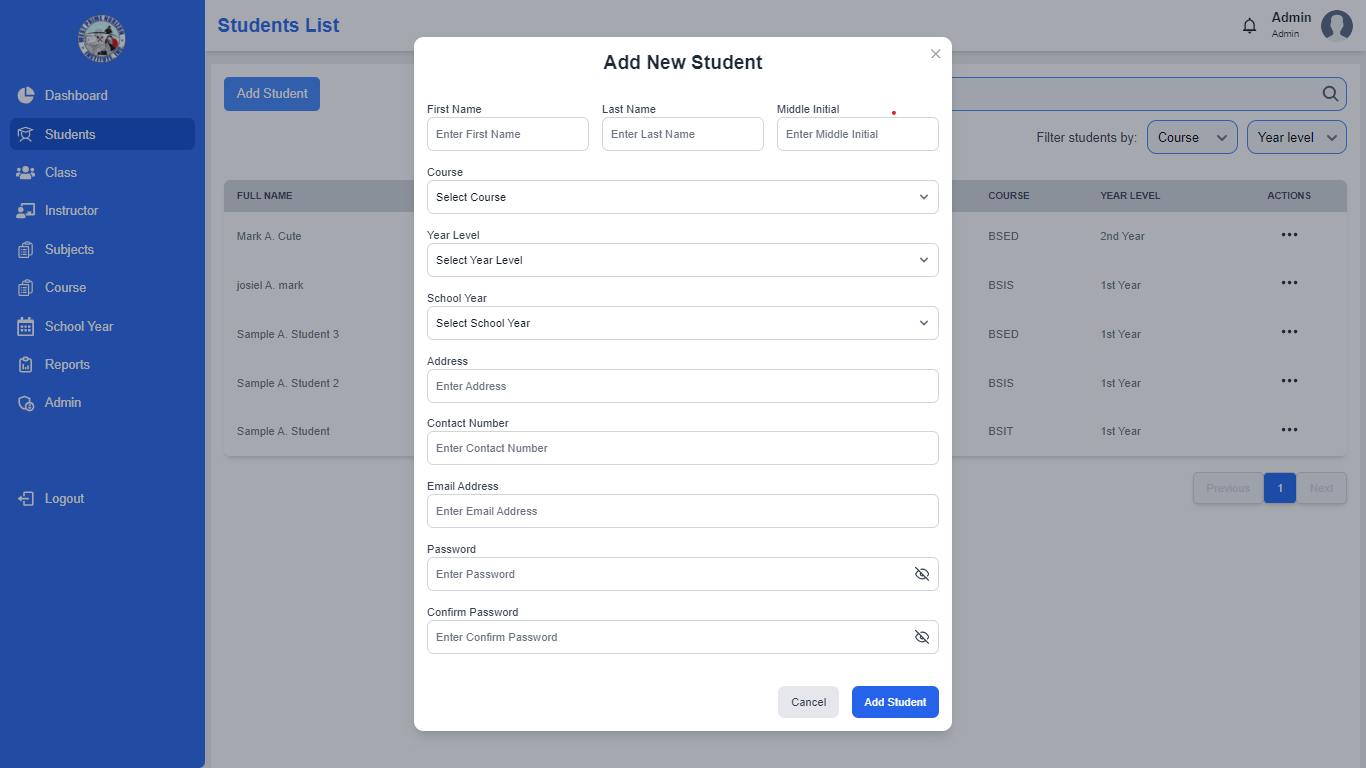 Students List
Admin
Admin
Dashboard
Students
Class
Instructor
Subjects
Course
School Year
Reports
Admin
Logout
Add Student
Filter students by: Course Year level
FULL NAME COURSE YEAR LEVEL ACTIONS
Mark A. Cute BSED 2nd Year
josiel A. mark BSIS 1st Year
Sample A. Student 3 BSED 1st Year
Sample A. Student 2 BSIS 1st Year
Sample A. Student BSIT 1st Year
Previous 1 Next
Add New Student
First Name Last Name Middle Initial
Enter First Name Enter Last Name Enter Middle Initial
Course
Select Course
Year Level
Select Year Level
School Year
Select School Year
Address
Enter Address
Contact Number
Enter Contact Number
Email Address
Enter Email Address
Password
Enter Password
Confirm Password
Enter Confirm Password
Cancel Add Student